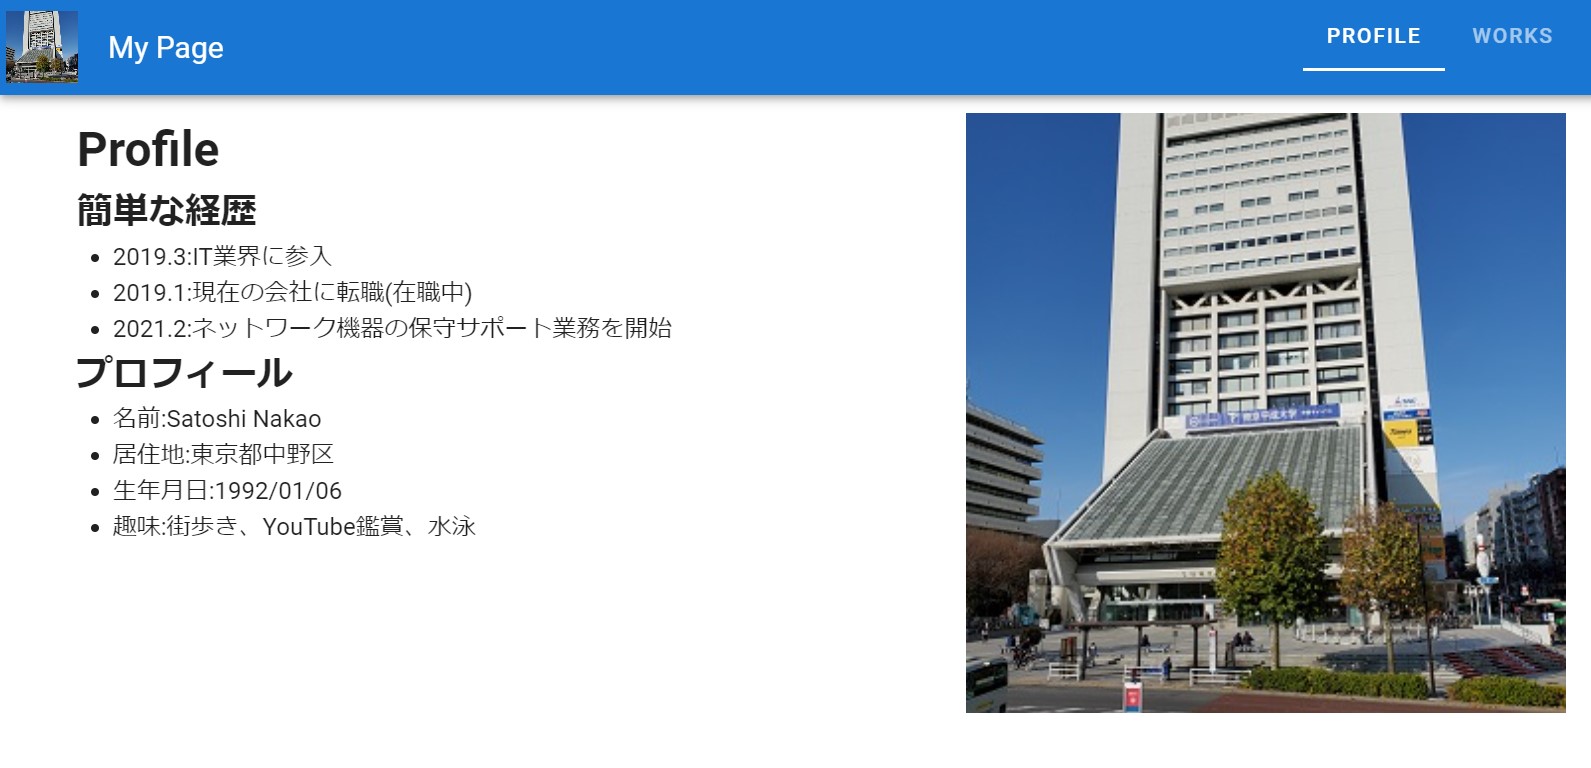 My Page
PROFILE
WORKS
Profile
簡単な経歴
2019.3:IT業界に参入
2019.1:現在の会社に転職(在職中)
2021.2:ネットワーク機器の保守サポート業務を開始
プロフィール
名前:Satoshi Nakao
居住地:東京都中野区
生年月日:1992/01/06
趣味:街歩き、YouTube鑑賞、水泳